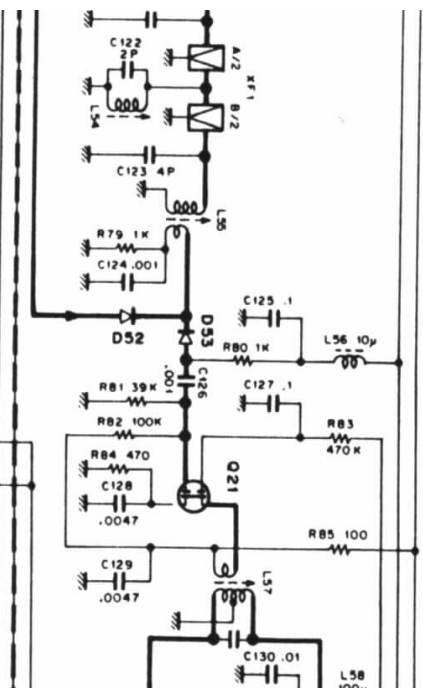 C122
2P
A/2
XF1
B/2
L54
C123 4P
L55
R79 1K
C124 .001
C125 .1
D52
D53
L56 10μ
R80 1K
C126
.001
R81 39K
C127 .1
R82 100K
R83
470K
R84 470
Q21
C128
.0047
R85 100
C129
.0047
L57
C130 .01
L58